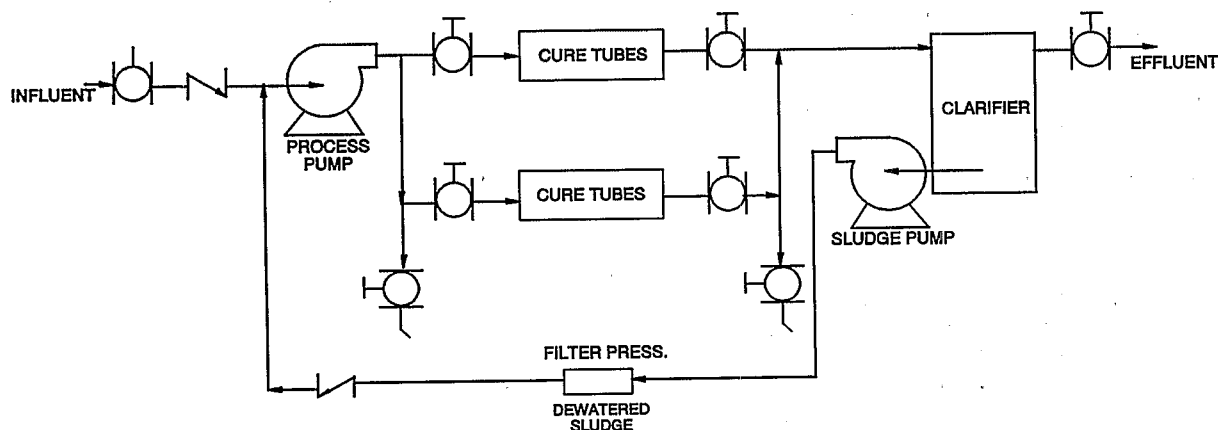 INFLUENT
PROCESS
PUMP
CURE TUBES
CURE TUBES
CLARIFIER
EFFLUENT
SLUDGE PUMP
FILTER PRESS.
DEWATERED
SLUDGE